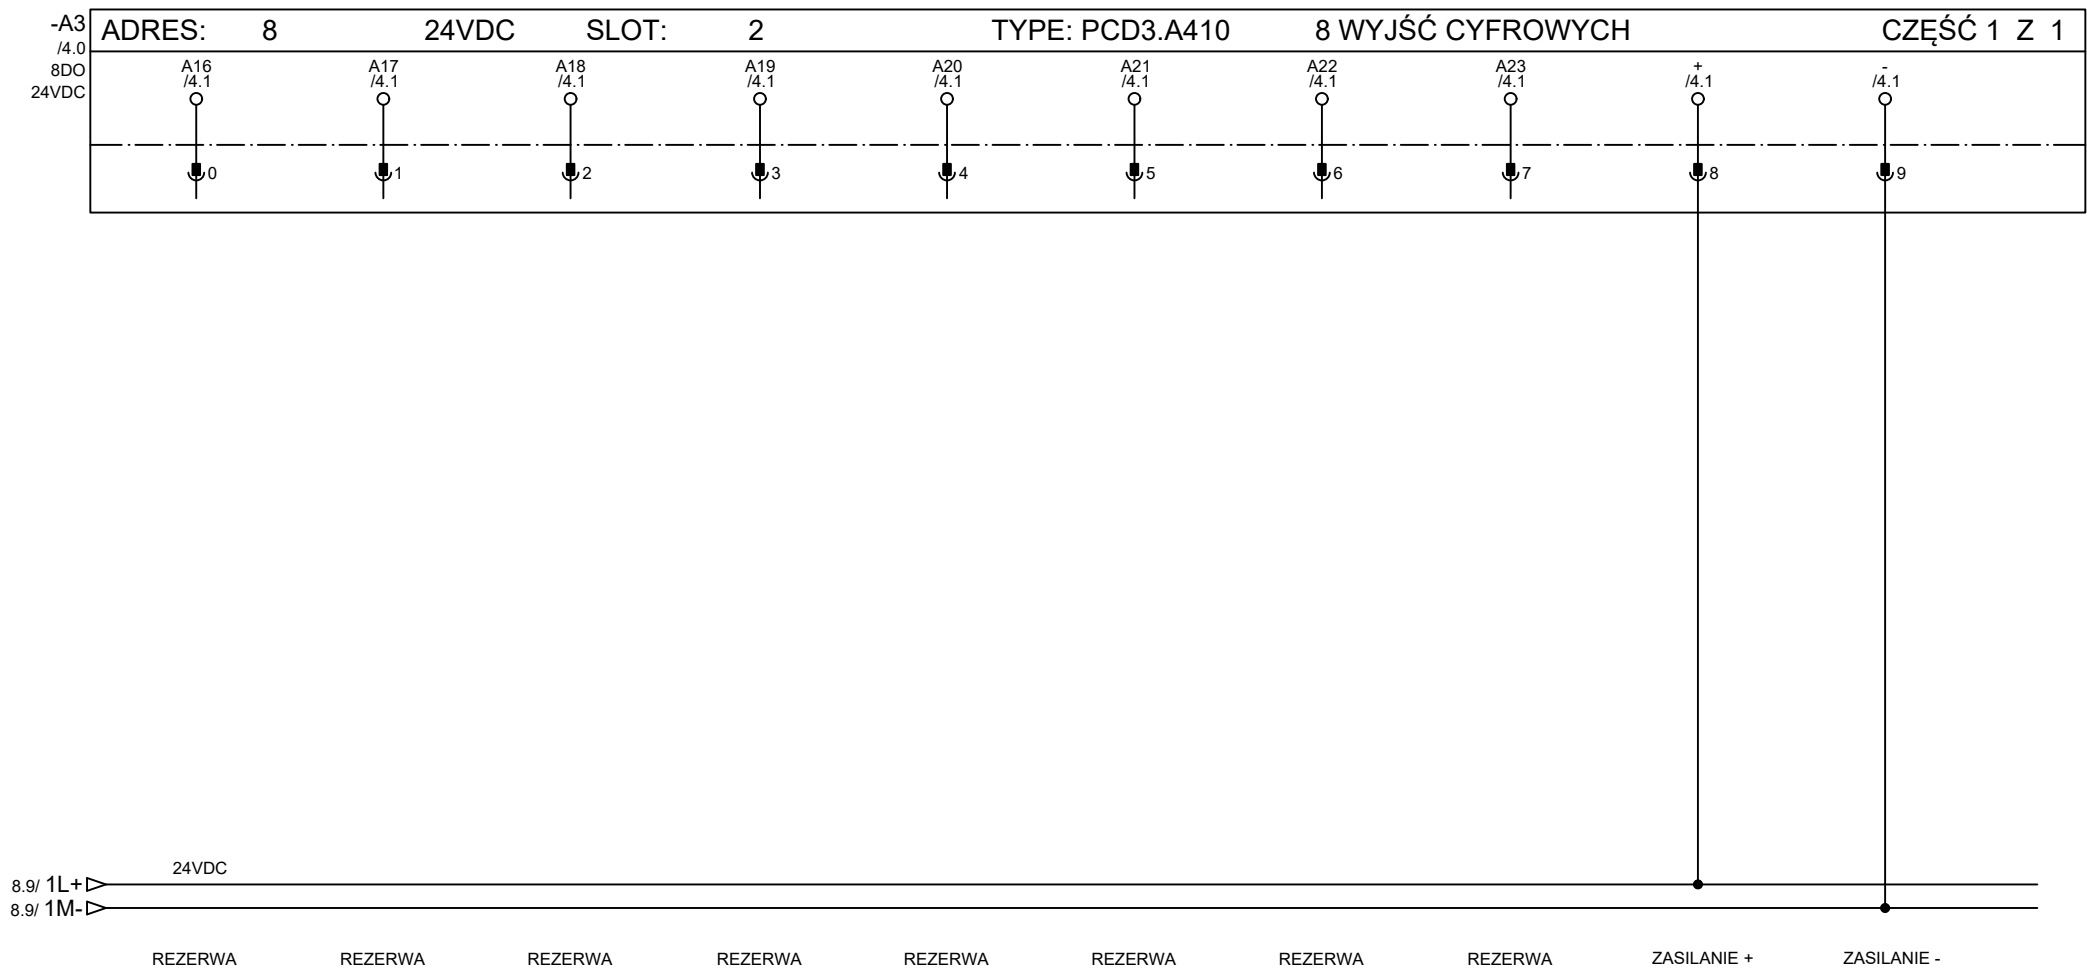 -A3 ADRES: 8 24VDC SLOT: 2 TYPE: PCD3.A410 8 WYJŚĆ CYFROWYCH CZĘŚĆ 1 Z 1
/4.0
8DO A16 A17 A18 A19 A20 A21 A22 A23 + -
24VDC /4.1 /4.1 /4.1 /4.1 /4.1 /4.1 /4.1 /4.1 /4.1 /4.1
0 1 2 3 4 5 6 7 8 9
24VDC
8.9/ 1L+
8.9/ 1M-
REZERWA REZERWA REZERWA REZERWA REZERWA REZERWA REZERWA REZERWA ZASILANIE + ZASILANIE -